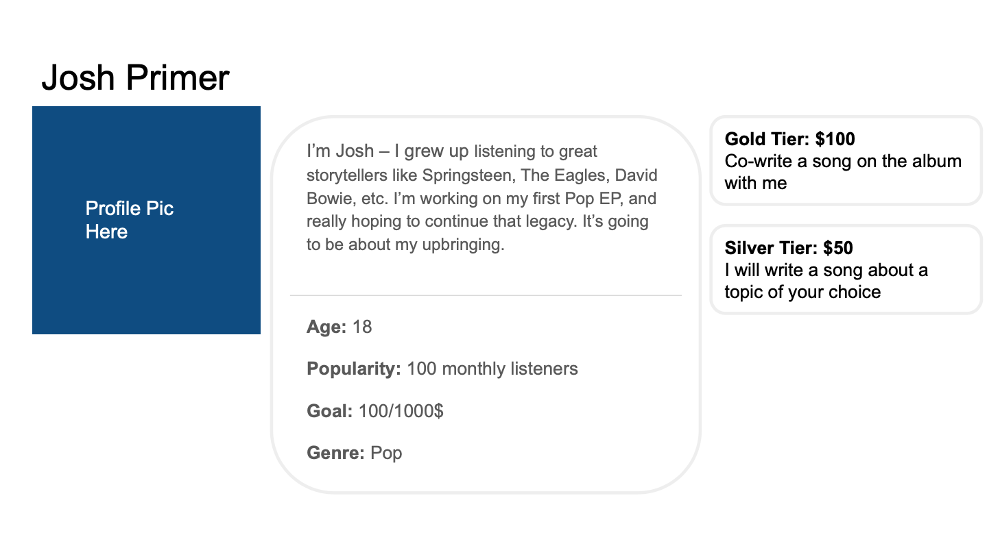 Josh Primer
Profile Pic
Here
I’m Josh – I grew up listening to great
storytellers like Springsteen, The Eagles, David
Bowie, etc. I’m working on my first Pop EP, and
really hoping to continue that legacy. It’s going
to be about my upbringing.
Age: 18
Popularity: 100 monthly listeners
Goal: 100/1000$
Genre: Pop
Gold Tier: $100
Co-write a song on the album
with me
Silver Tier: $50
I will write a song about a
topic of your choice